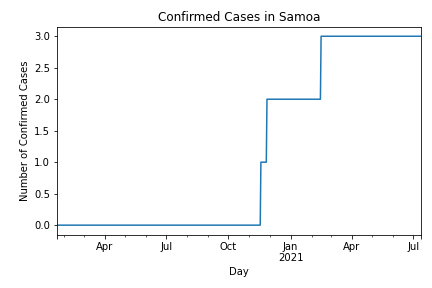 Confirmed Cases in Samoa
Number of Confirmed Cases
3.0
2.5
2.0
1.5
1.0
0.5
0.0
Apr Jul Oct Jan Apr Jul
2021
Day